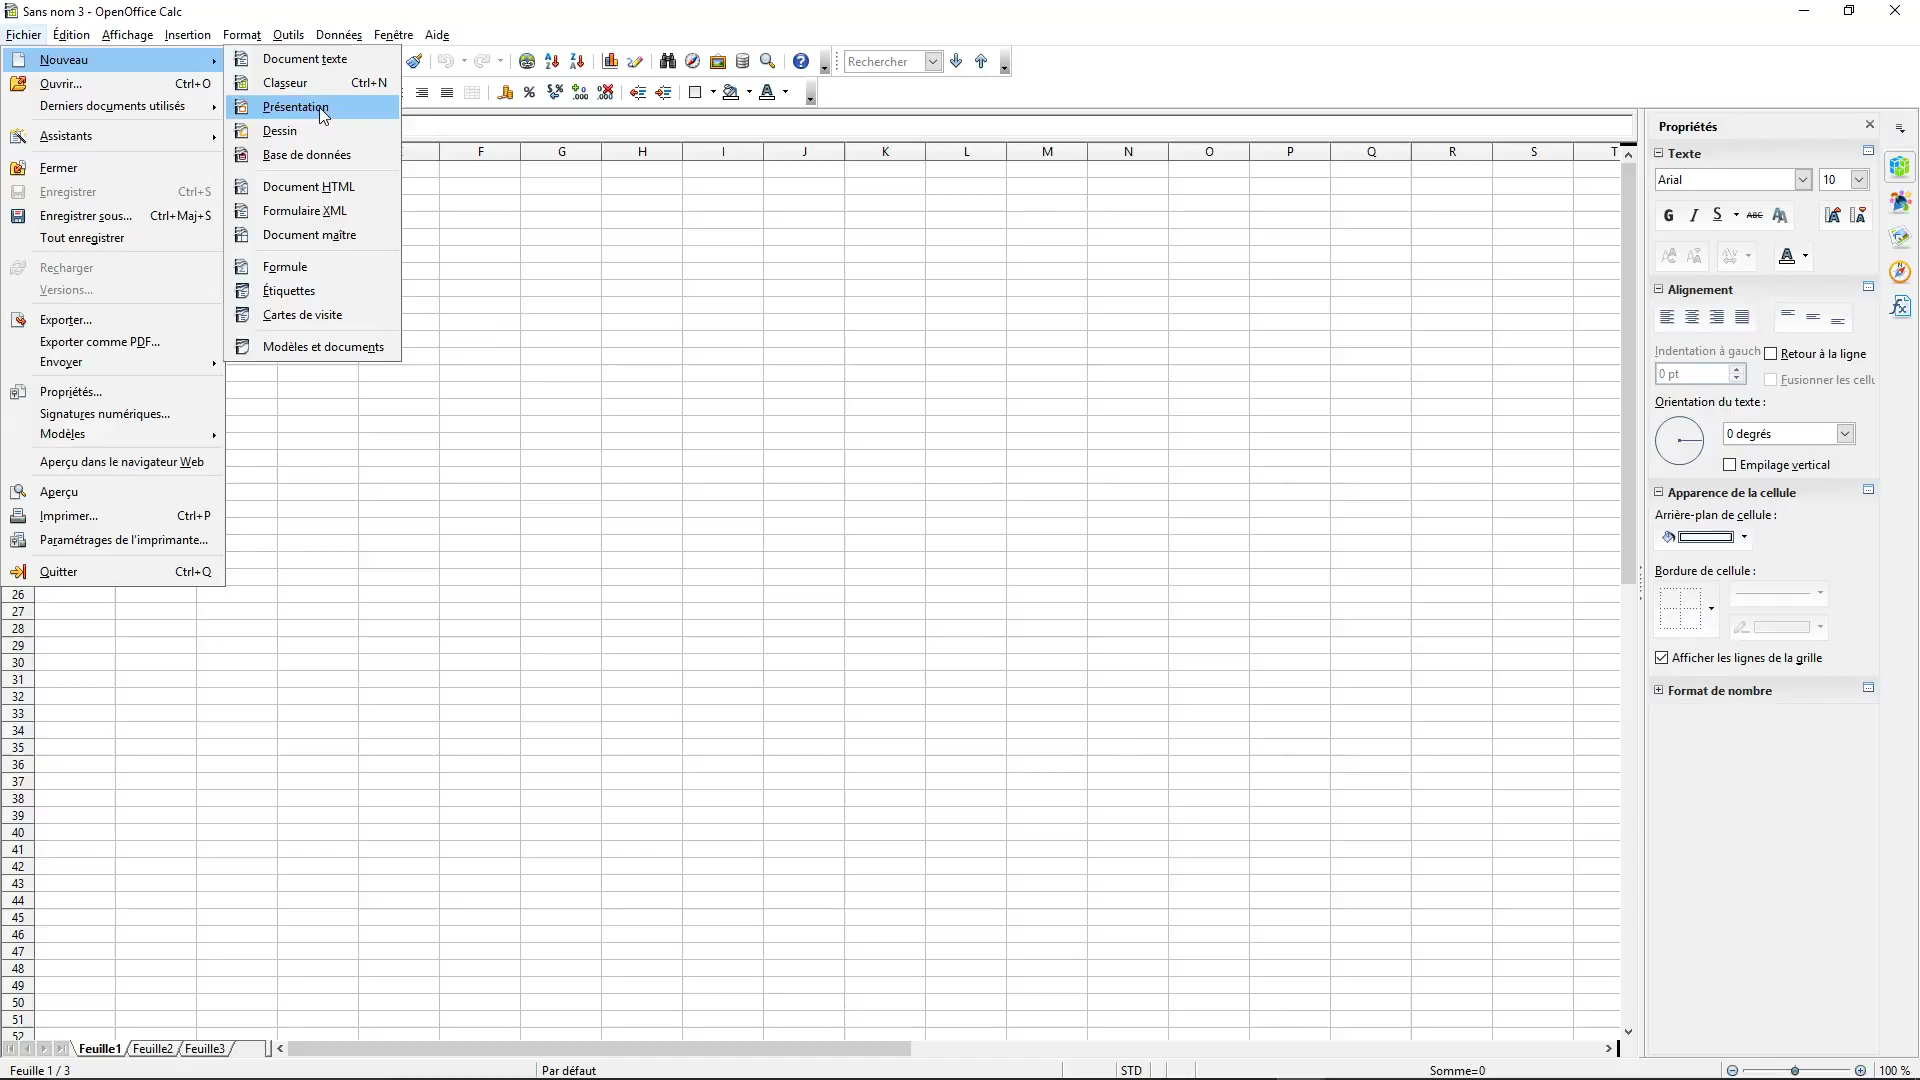 Sans nom 3 - OpenOffice Calc
Fichier Édition Affichage Insertion Format Outils Données Fenêtre Aide
Nouveau
Ouvrir... Ctrl+O
Derniers documents utilisés
Assistants
Fermer
Enregistrer Ctrl+S
Enregistrer sous... Ctrl+Maj+S
Tout enregistrer
Recharger
Versions...
Exporter...
Exporter comme PDF...
Envoyer
Propriétés...
Signatures numériques...
Modèles
Aperçu dans le navigateur Web
Aperçu
Imprimer... Ctrl+P
Paramétrages de l'imprimante...
Quitter Ctrl+Q
Document texte
Classeur Ctrl+N
Présentation
Dessin
Base de données
Document HTML
Formulaire XML
Document maître
Formule
Étiquettes
Cartes de visite
Modèles et documents
Rechercher
F G H I J K L M N O P Q R S T
26
27
28
29
30
31
32
33
34
35
36
37
38
39
40
41
42
43
44
45
46
47
48
49
50
51
52
Propriétés
Texte
Arial 10
G I S ABC
Alignement
Indentation à gauch
Retour à la ligne
0 pt
Fusionner les cellu
Orientation du texte :
0 degrés
Empilage vertical
Apparence de la cellule
Arrière-plan de cellule :
Bordure de cellule :
Afficher les lignes de la grille
Format de nombre
Feuille1 Feuille2 Feuille3
Feuille 1 / 3 Par défaut STD Somme=0 100 %